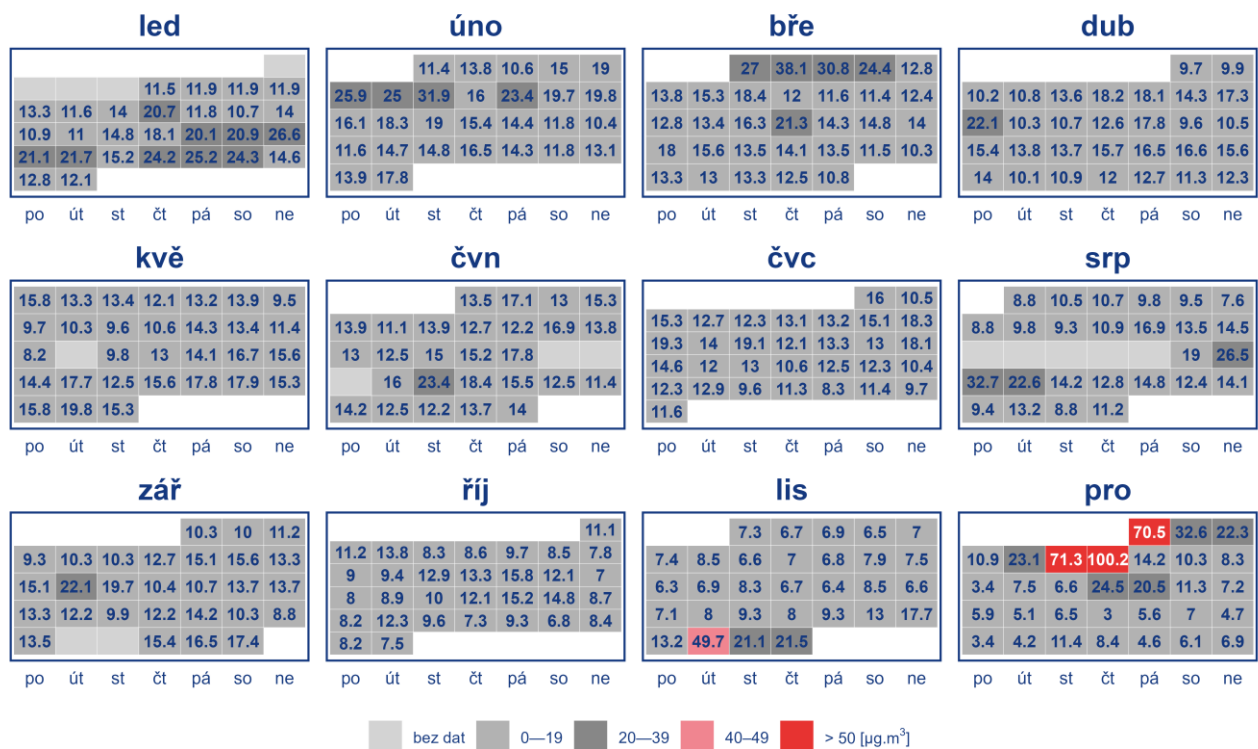 led úno bře dub
11.4 13.8 10.6 15 19 27 38.1 30.8 24.4 12.8 9.7 9.9
11.5 11.9 11.9 11.9 25.9 25 31.9 16 23.4 19.7 19.8 13.8 15.3 18.4 12 11.6 11.4 12.4 10.2 10.8 13.6 18.2 18.1 14.3 17.3
13.3 11.6 14 20.7 11.8 10.7 14 16.1 18.3 19 15.4 14.4 11.8 10.4 12.8 13.4 16.3 21.3 14.3 14.8 14 22.1 10.3 10.7 12.6 17.8 9.6 10.5
10.9 11 14.8 18.1 20.1 20.9 26.6 11.6 14.7 14.8 16.5 14.3 11.8 13.1 18 15.6 13.5 14.1 13.5 11.5 10.3 15.4 13.8 13.7 15.7 16.5 16.6 15.6
21.1 21.7 15.2 24.2 25.2 24.3 14.6 13.9 17.8 13.3 13 13.3 12.5 10.8 14 10.1 10.9 12 12.7 11.3 12.3
12.8 12.1
po út st čt pá so ne po út st čt pá so ne po út st čt pá so ne po út st čt pá so ne
kvě čvn čvc srp
15.8 13.3 13.4 12.1 13.2 13.9 9.5 13.5 17.1 13 15.3 16 10.5 8.8 10.5 10.7 9.8 9.5 7.6
9.7 10.3 9.6 10.6 14.3 13.4 11.4 13.9 11.1 13.9 12.7 12.2 16.9 13.8 15.3 12.7 12.3 13.1 13.2 15.1 18.3 8.8 9.8 9.3 10.9 16.9 13.5 14.5
8.2 9.8 13 14.1 16.7 15.6 13 12.5 15 15.2 17.8 19.3 14 19.1 12.1 13.3 13 18.1 19 26.5
14.4 17.7 12.5 15.6 17.8 17.9 15.3 16 23.4 18.4 15.5 12.5 11.4 14.6 12 13 10.6 12.5 12.3 10.4 32.7 22.6 14.2 12.8 14.8 12.4 14.1
15.8 19.8 15.3 14.2 12.5 12.2 13.7 14 12.3 12.9 9.6 11.3 8.3 11.4 9.7 9.4 13.2 8.8 11.2
11.6
po út st čt pá so ne po út st čt pá so ne po út st čt pá so ne po út st čt pá so ne
zář říj lis pro
10.3 10 11.2 11.1 7.3 6.7 6.9 6.5 7 70.5 32.6 22.3
9.3 10.3 10.3 12.7 15.1 15.6 13.3 11.2 13.8 8.3 8.6 9.7 8.5 7.8 7.4 8.5 6.6 7 6.8 7.9 7.5 10.9 23.1 71.3 100.2 14.2 10.3 8.3
15.1 22.1 19.7 10.4 10.7 13.7 13.7 9 9.4 12.9 13.3 15.8 12.1 7 6.3 6.9 8.3 6.7 6.4 8.5 6.6 3.4 7.5 6.6 24.5 20.5 11.3 7.2
13.3 12.2 9.9 12.2 14.2 10.3 8.8 8 8.9 10 12.1 15.2 14.8 8.7 7.1 8 9.3 8 9.3 13 17.7 5.9 5.1 6.5 3 5.6 7 4.7
13.5 15.4 16.5 17.4 8.2 12.3 9.6 7.3 9.3 6.8 8.4 13.2 49.7 21.1 21.5 3.4 4.2 11.4 8.4 4.6 6.1 6.9
8.2 7.5
po út st čt pá so ne po út st čt pá so ne po út st čt pá so ne po út st čt pá so ne
bez dat 0—19 20—39 40–49 > 50 [µg.m³]